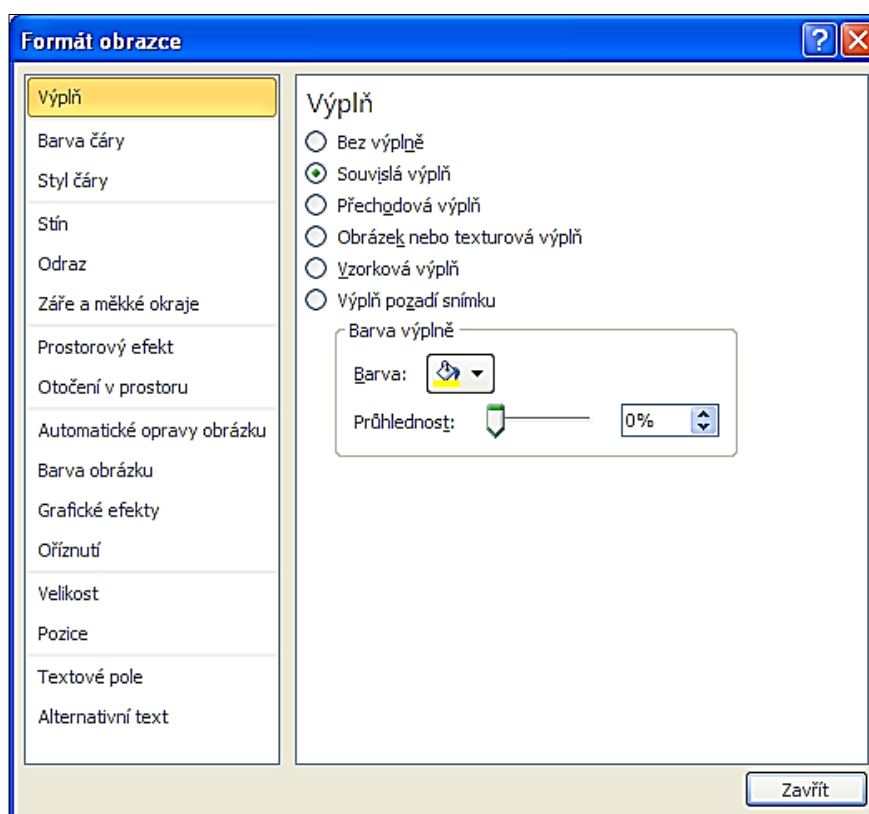 Formát obrazce
Výplň
Barva čáry
Styl čáry
Stín
Odraz
Záře a měkké okraje
Prostorový efekt
Otočení v prostoru
Automatické opravy obrázku
Barva obrázku
Grafické efekty
Oříznutí
Velikost
Pozice
Textové pole
Alternativní text
Výplň
Bez výplně
Souvislá výplň
Přechodová výplň
Obrázek nebo texturová výplň
Vzorková výplň
Výplň pozadí snímku
Barva výplně
Barva:
Průhlednost: 0%
Zavřít